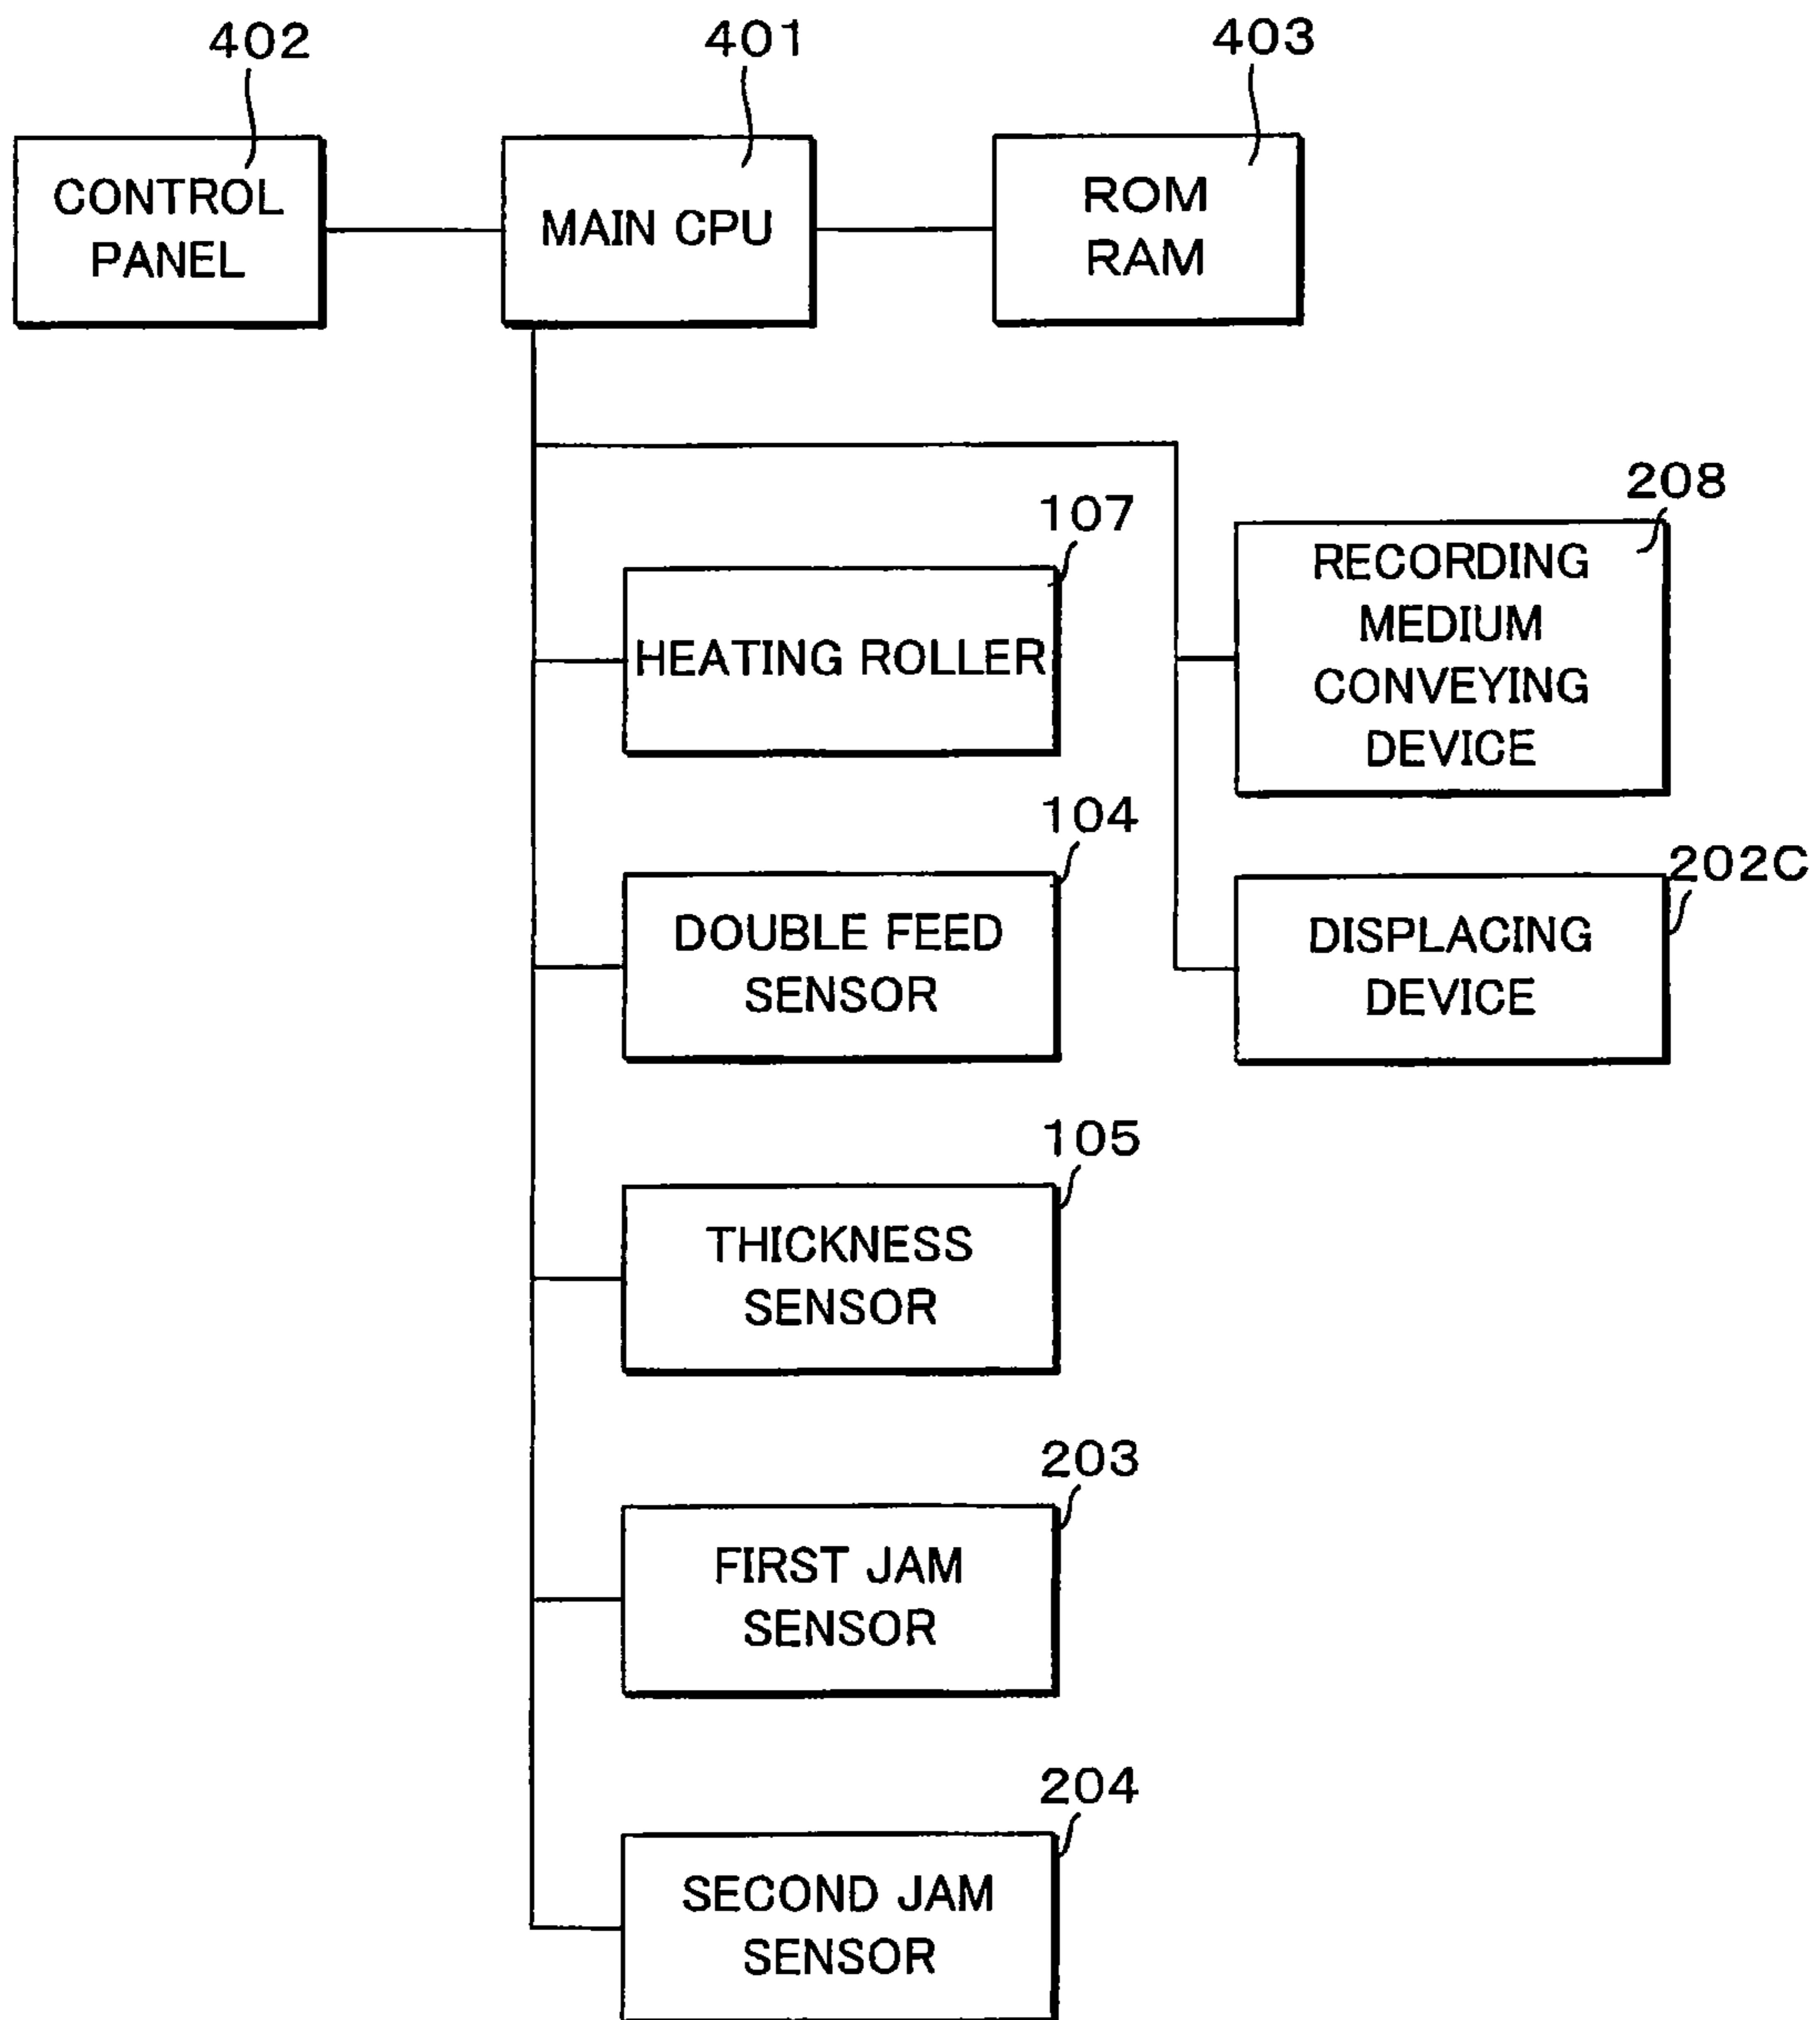 402
401
403
CONTROL
PANEL
MAIN CPU
ROM
RAM
208
RECORDING
MEDIUM
CONVEYING
DEVICE
107
HEATING ROLLER
104
DOUBLE FEED
SENSOR
202C
DISPLACING
DEVICE
105
THICKNESS
SENSOR
203
FIRST JAM
SENSOR
204
SECOND JAM
SENSOR